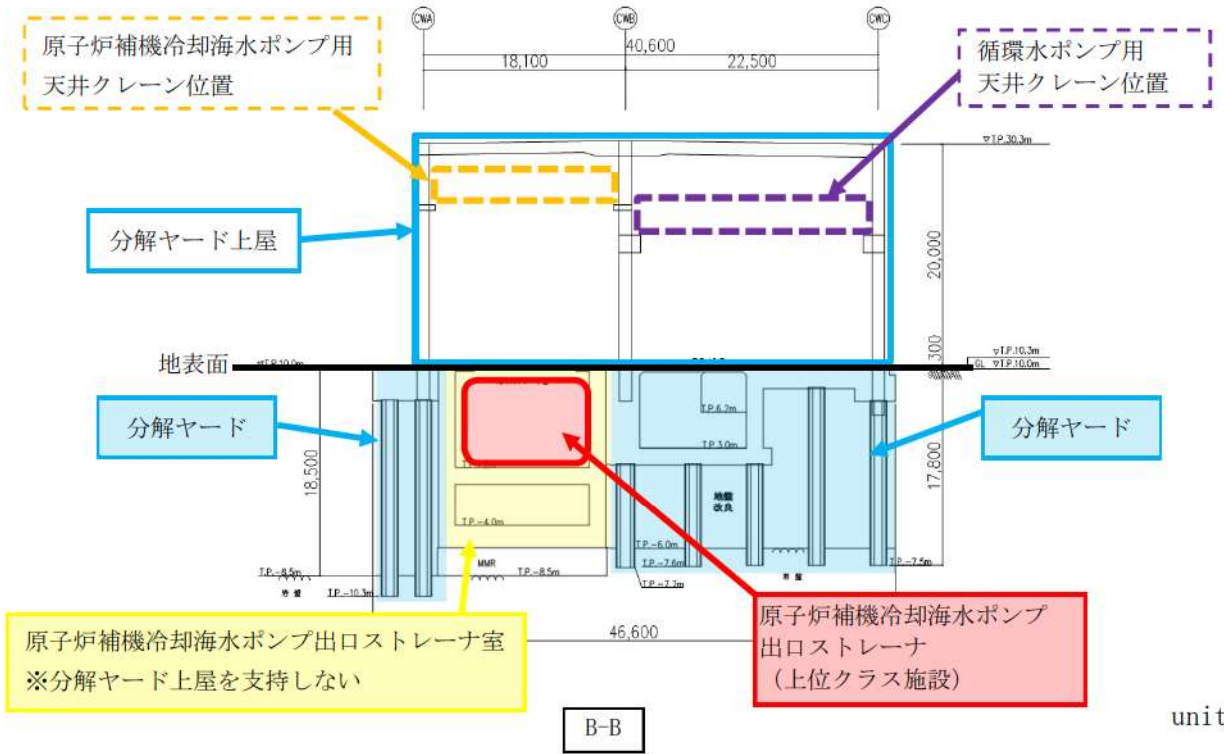 CWA
CWB
CWC
原子炉補機冷却海水ポンプ用
天井クレーン位置
40,600
18,100
22,500
循環水ポンプ用
天井クレーン位置
▽T.P.30.3m
分解ヤード上屋
20,000
地表面
▽T.P.10.0m
300
▽T.P.10.3m
GL ▽T.P.10.0m
分解ヤード
T.P.6.2m
T.P.3.0m
分解ヤード
18,500
17,800
地盤
改良
T.P.-4.0m
T.P.-6.0m
T.P.-8.5m
MMR
T.P.-8.5m
T.P.-7.6m
T.P.-7.5m
岩盤
T.P.-10.3m
T.P.-7.7m
岩盤
原子炉補機冷却海水ポンプ出口ストレーナ室
※分解ヤード上屋を支持しない
46,600
原子炉補機冷却海水ポンプ
出口ストレーナ
（上位クラス施設）
B-B
unit